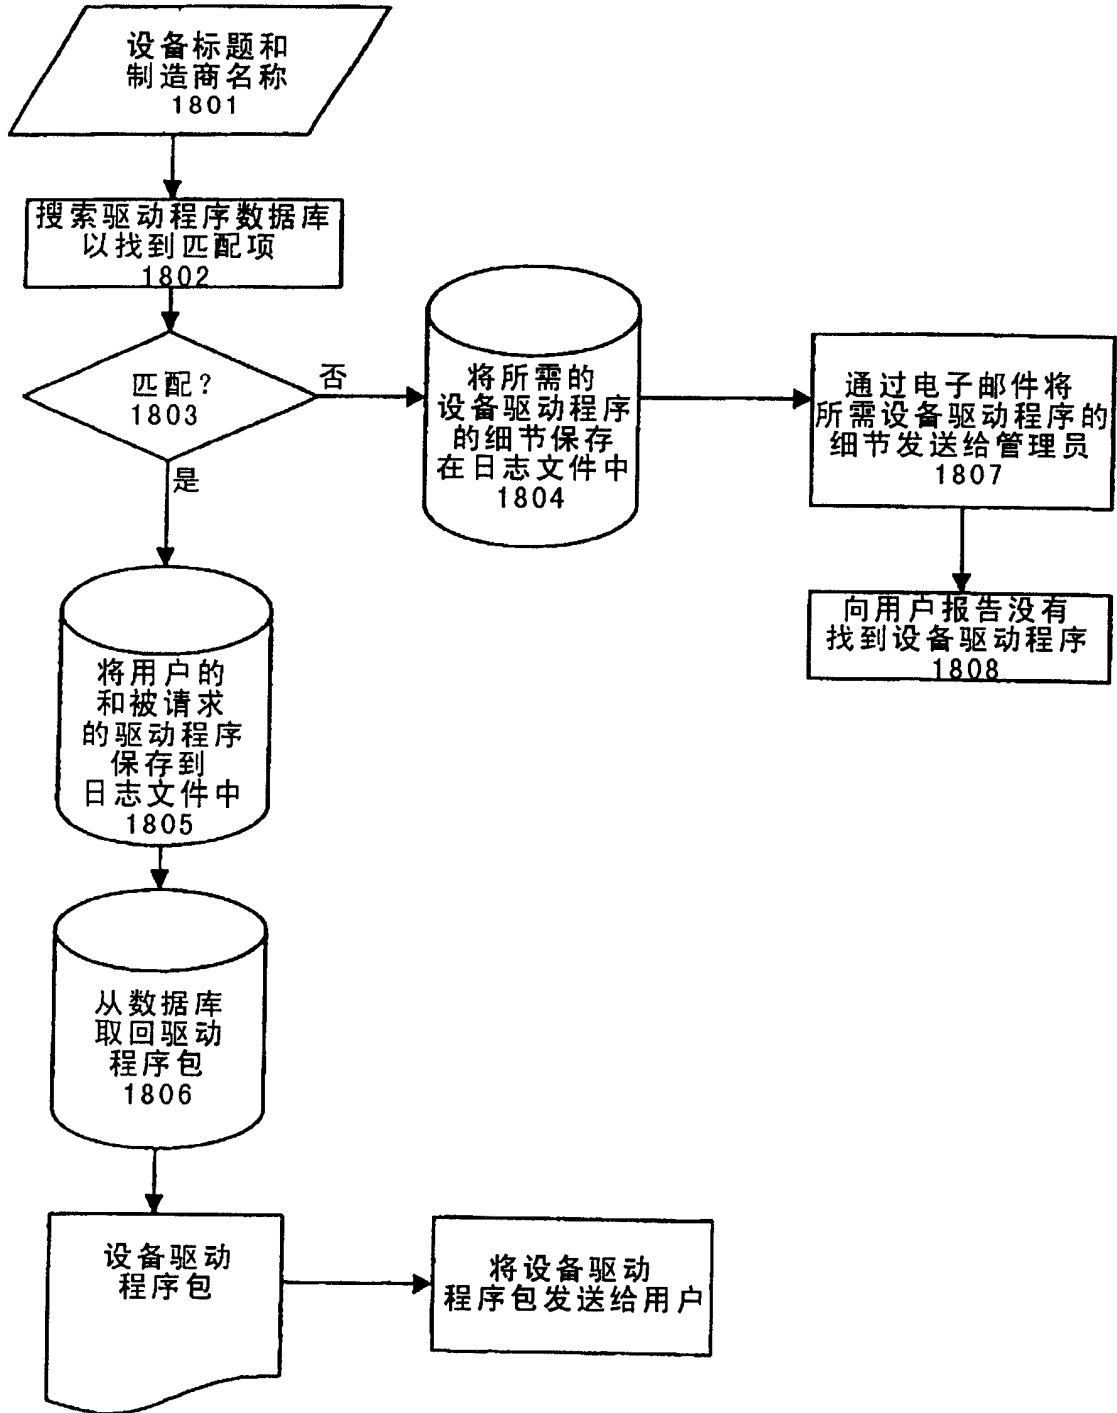 设备标题和
制造商名称
1801
搜索驱动程序数据库
以找到匹配项
1802
匹配?
1803
否
是
将所需的
设备驱动程序
的细节保存
在日志文件中
1804
通过电子邮件将
所需设备驱动程序的
细节发送给管理员
1807
向用户报告没有
找到设备驱动程序
1808
将用户的
和被请求
的驱动程序
保存到
日志文件中
1805
从数据库
取回驱动
程序包
1806
设备驱动
程序包
将设备驱动
程序包发送给用户